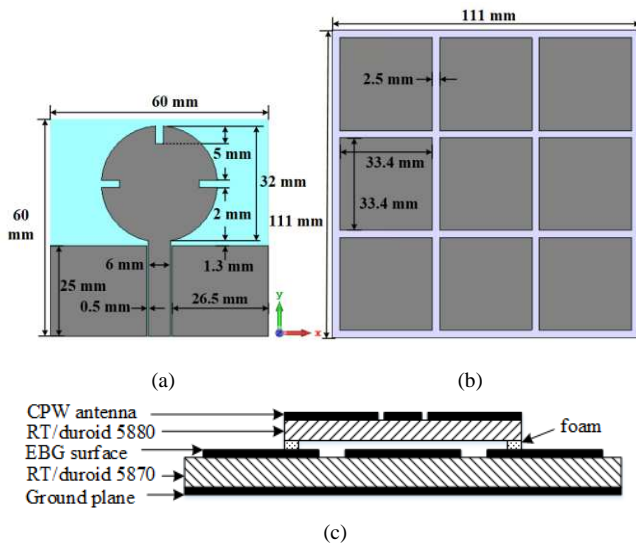 60 mm
5 mm
32 mm
2 mm
60
mm
6 mm
1.3 mm
25 mm
0.5 mm
26.5 mm
y
x
(a)
111 mm
2.5 mm
33.4 mm
33.4
mm
111 mm
(b)
CPW antenna
RT/duroid 5880
EBG surface
RT/duroid 5870
Ground plane
foam
(c)